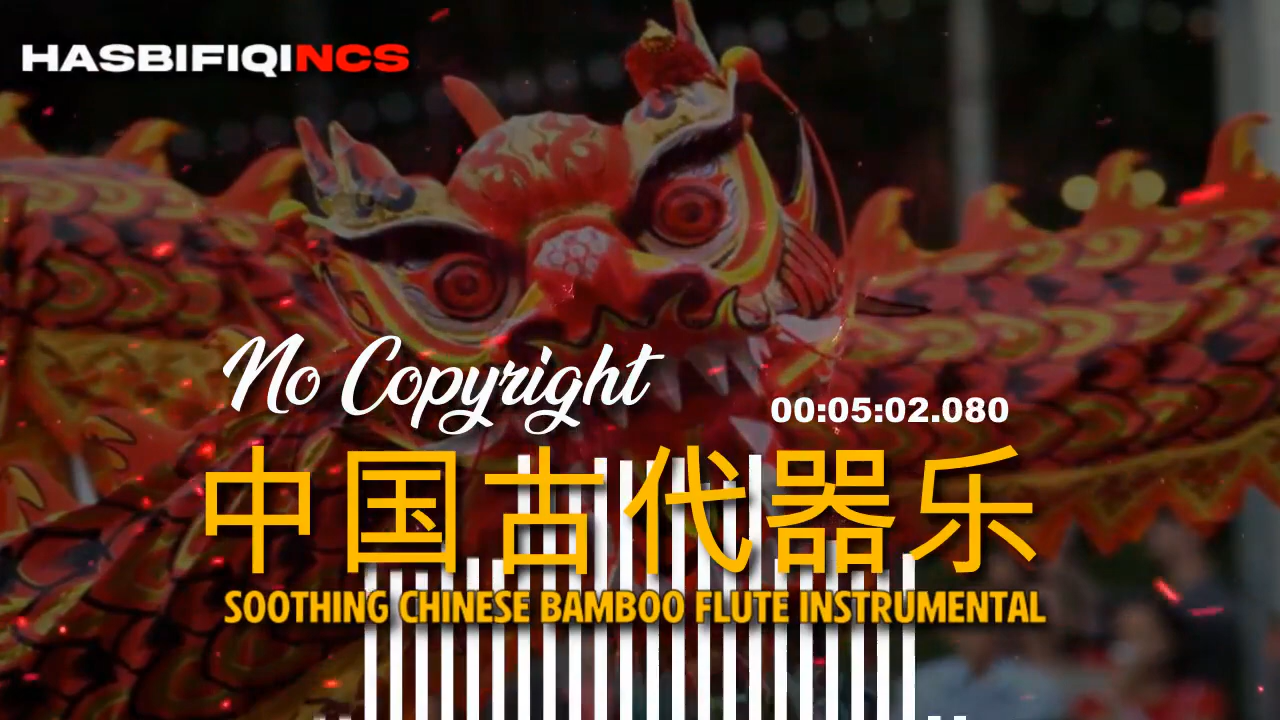 HASBIFIQINCS
No Copyright
00:05:02.080
中国古代器乐
SOOTHING CHINESE BAMBOO FLUTE INSTRUMENTAL